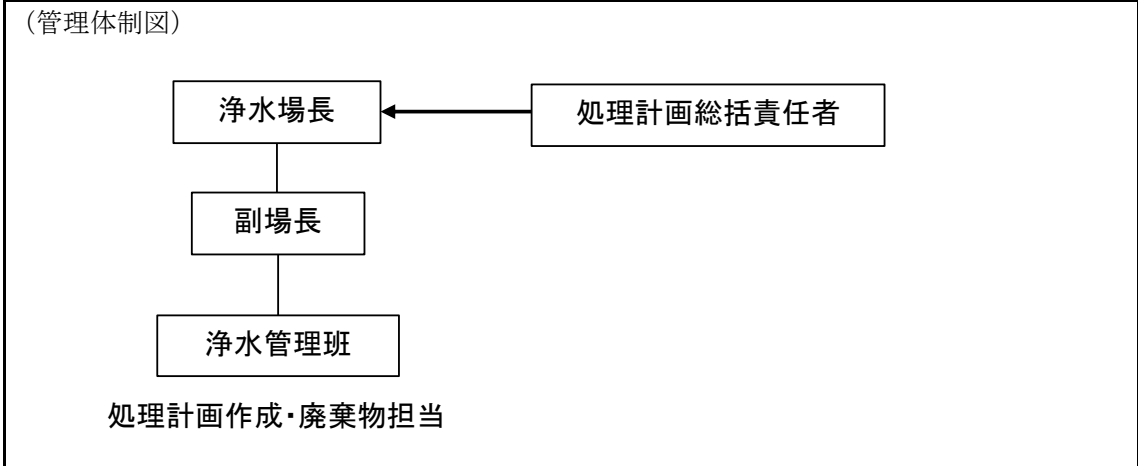 （管理体制図）
浄水場長
処理計画総括責任者
副場長
浄水管理班
処理計画作成・廃棄物担当